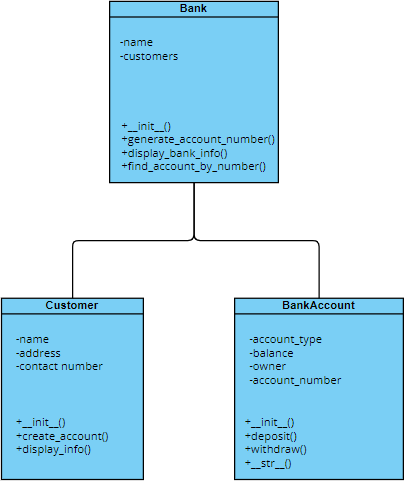 Bank
-name
-customers
+__init__()
+generate_account_number()
+display_bank_info()
+find_account_by_number()
Customer
-name
-address
-contact number
+__init__()
+create_account()
+display_info()
BankAccount
-account_type
-balance
-owner
-account_number
+__init__()
+deposit()
+withdraw()
+__str__()